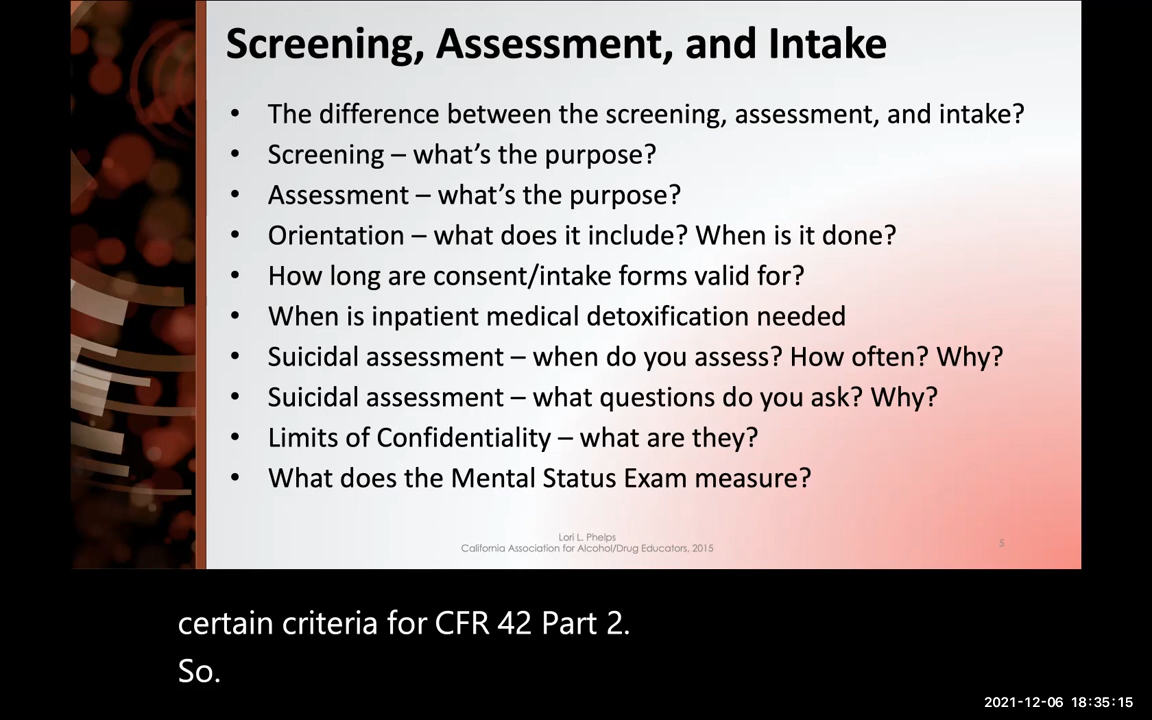 Screening, Assessment, and Intake
• The difference between the screening, assessment, and intake?
• Screening – what's the purpose?
• Assessment – what's the purpose?
• Orientation – what does it include? When is it done?
• How long are consent/intake forms valid for?
• When is inpatient medical detoxification needed
• Suicidal assessment – when do you assess? How often? Why?
• Suicidal assessment – what questions do you ask? Why?
• Limits of Confidentiality – what are they?
• What does the Mental Status Exam measure?
Lori L. Phelps
California Association for Alcohol/Drug Educators, 2015
5
certain criteria for CFR 42 Part 2.
So.
2021-12-06 18:35:15